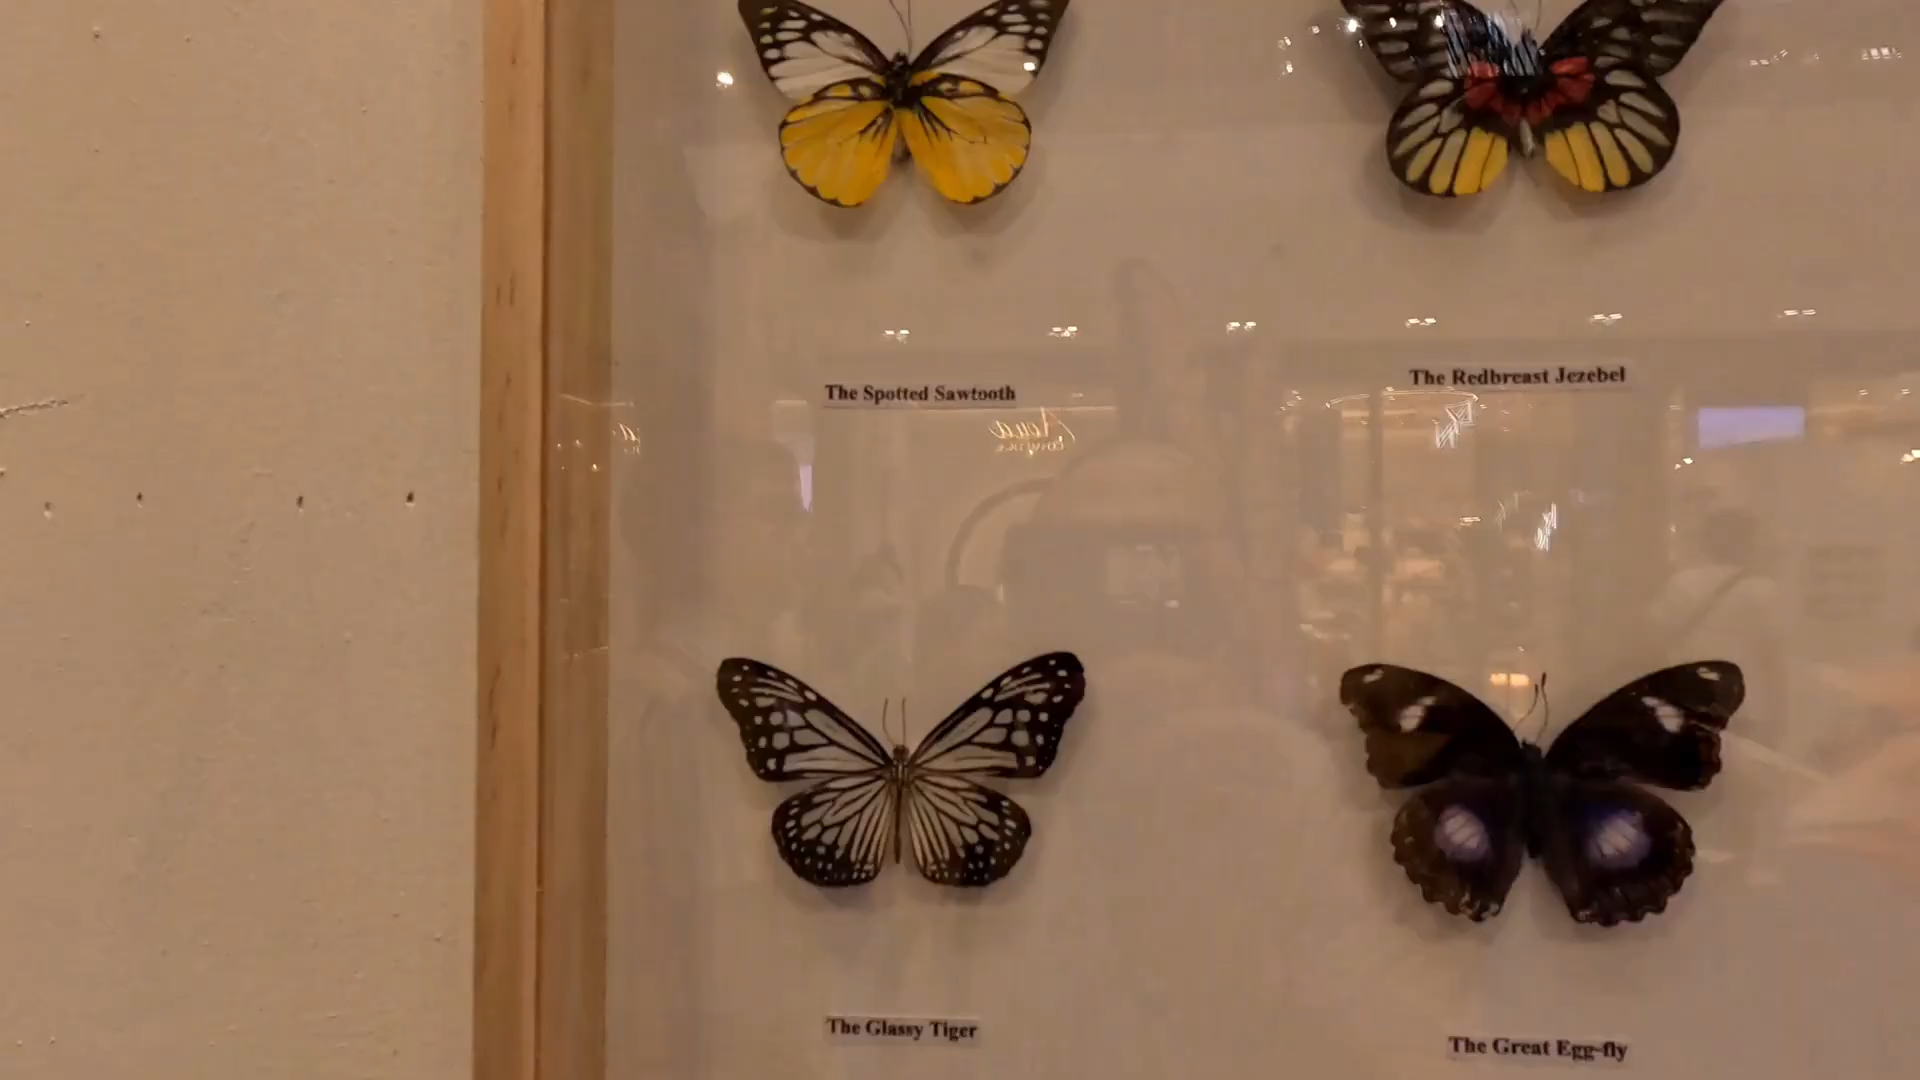 The Spotted Sawtooth
The Redbreast Jezebel
The Glassy Tiger
The Great Egg-fly